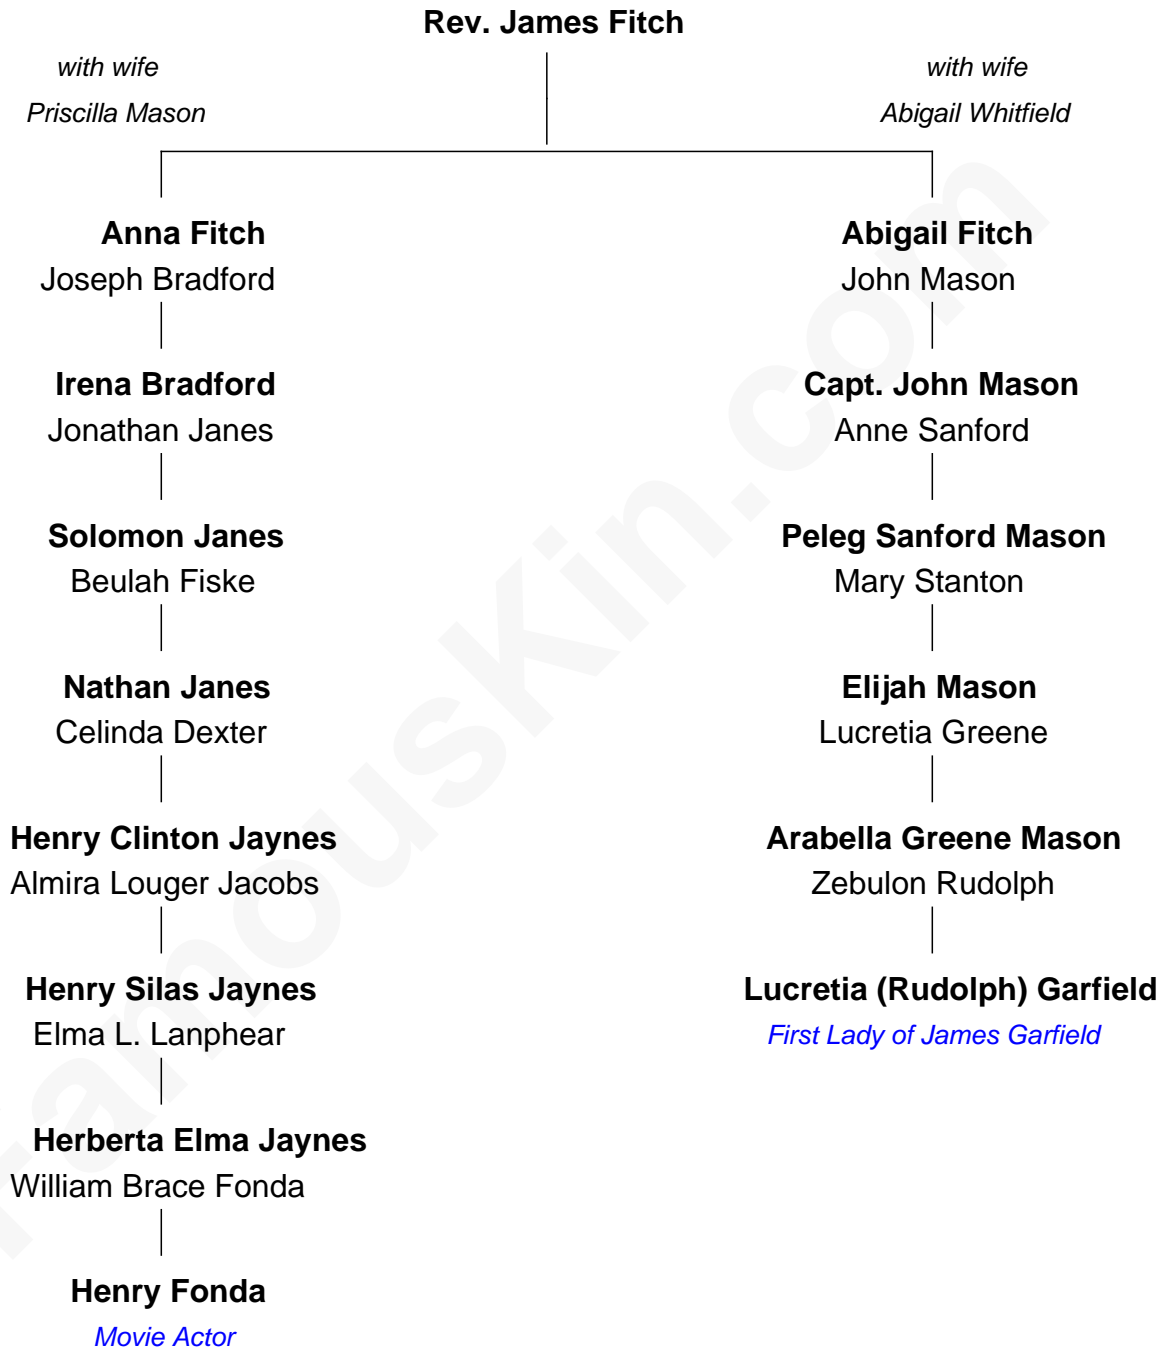 Rev. James Fitch
with wife
Priscilla Mason
with wife
Abigail Whitfield
Anna Fitch
Joseph Bradford
Irena Bradford
Jonathan Janes
Solomon Janes
Beulah Fiske
Nathan Janes
Celinda Dexter
Henry Clinton Jaynes
Almira Louger Jacobs
Henry Silas Jaynes
Elma L. Lanphear
Herberta Elma Jaynes
William Brace Fonda
Henry Fonda
Movie Actor
Abigail Fitch
John Mason
Capt. John Mason
Anne Sanford
Peleg Sanford Mason
Mary Stanton
Elijah Mason
Lucretia Greene
Arabella Greene Mason
Zebulon Rudolph
Lucretia (Rudolph) Garfield
First Lady of James Garfield
FamousKin.com